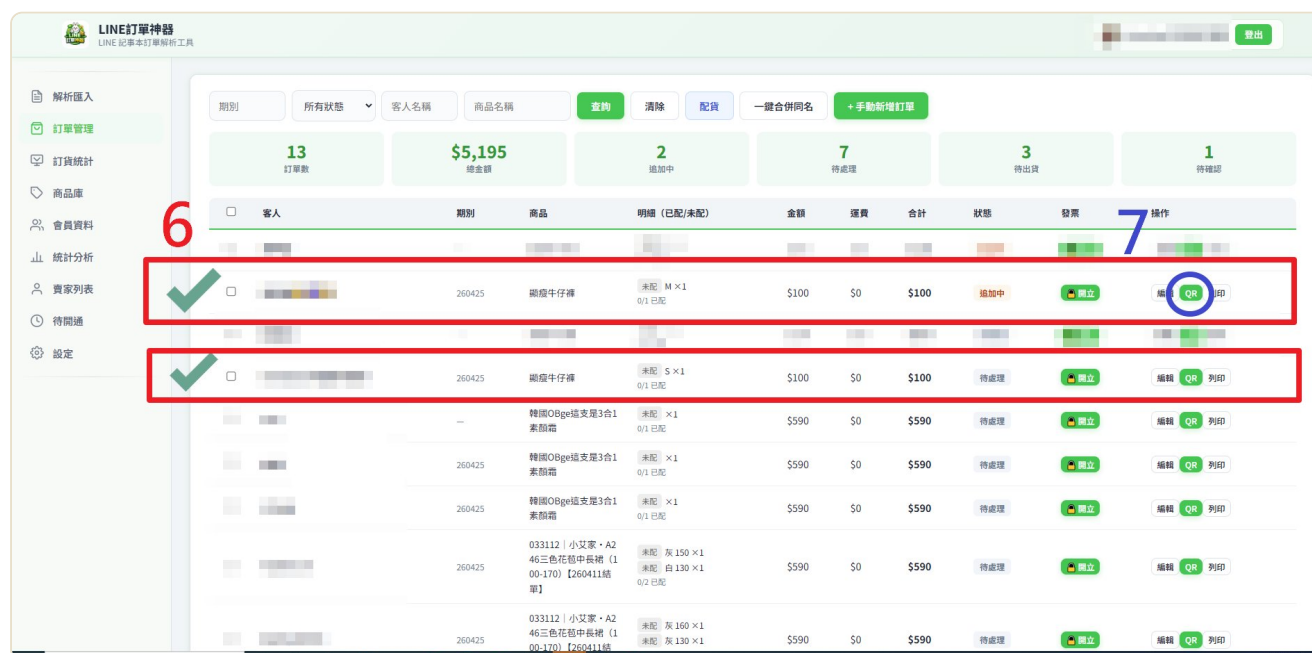 LINE訂單神器
LINE 記事本訂單解析工具
登出
解析匯入
訂單管理
訂貨統計
商品庫
會員資料
統計分析
賣家列表
待開通
設定
期別 所有狀態 客人名稱 商品名稱 查詢 清除 配貨 一鍵合併同名 +手動新增訂單
13 $5,195 2 7 3 1
訂單數 總金額 追加中 待處理 待出貨 待確認
6
7
客人 期別 商品 明細（已配/未配） 金額 運費 合計 狀態 發票 操作
260425 顯瘦牛仔褲 未配 M ×1 $100 $0 $100 追加中 開立 編輯 QR 列印
0/1 已配
260425 顯瘦牛仔褲 未配 S ×1 $100 $0 $100 待處理 開立 編輯 QR 列印
0/1 已配
— 韓國OBge這支是3合1 未配 ×1 $590 $0 $590 待處理 開立 編輯 QR 列印
素顏霜 0/1 已配
260425 韓國OBge這支是3合1 未配 ×1 $590 $0 $590 待處理 開立 編輯 QR 列印
素顏霜 0/1 已配
260425 韓國OBge這支是3合1 未配 ×1 $590 $0 $590 待處理 開立 編輯 QR 列印
素顏霜 0/1 已配
033112｜小艾家・A2
46三色花苞中長裙（1 未配 灰 150 ×1
260425 00-170)【260411結 未配 白 130 ×1 $590 $0 $590 待處理 開立 編輯 QR 列印
單】 0/2 已配
033112｜小艾家・A2
46三色花苞中長裙（1 未配 灰 160 ×1
260425 00-170)【260411結 未配 灰 130 ×1 $590 $0 $590 待處理 開立 編輯 QR 列印